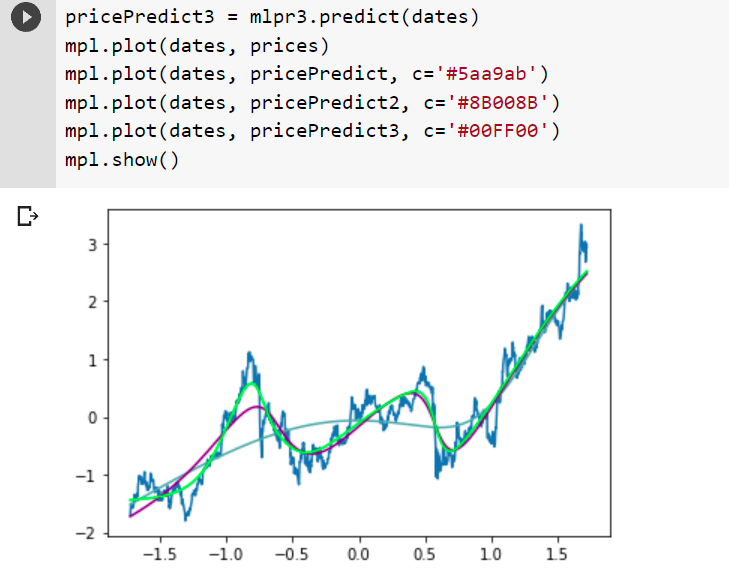 pricePredict3 = mlpr3.predict(dates)
mpl.plot(dates, prices)
mpl.plot(dates, pricePredict, c='#5aa9ab')
mpl.plot(dates, pricePredict2, c='#8B008B')
mpl.plot(dates, pricePredict3, c='#00FF00')
mpl.show()
3
2
1
0
−1
−2
−1.5 −1.0 −0.5 0.0 0.5 1.0 1.5